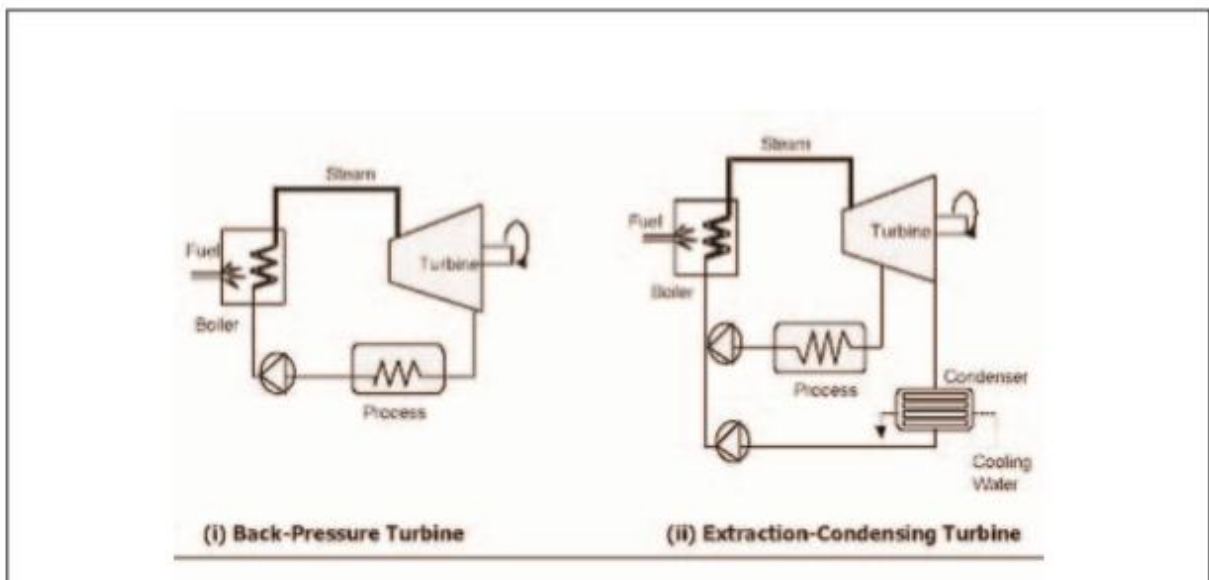 Steam
Fuel
Turbine
Boiler
Process
(i) Back-Pressure Turbine
Steam
Fuel
Turbine
Boiler
Process
Condenser
Cooling
Water
(ii) Extraction-Condensing Turbine